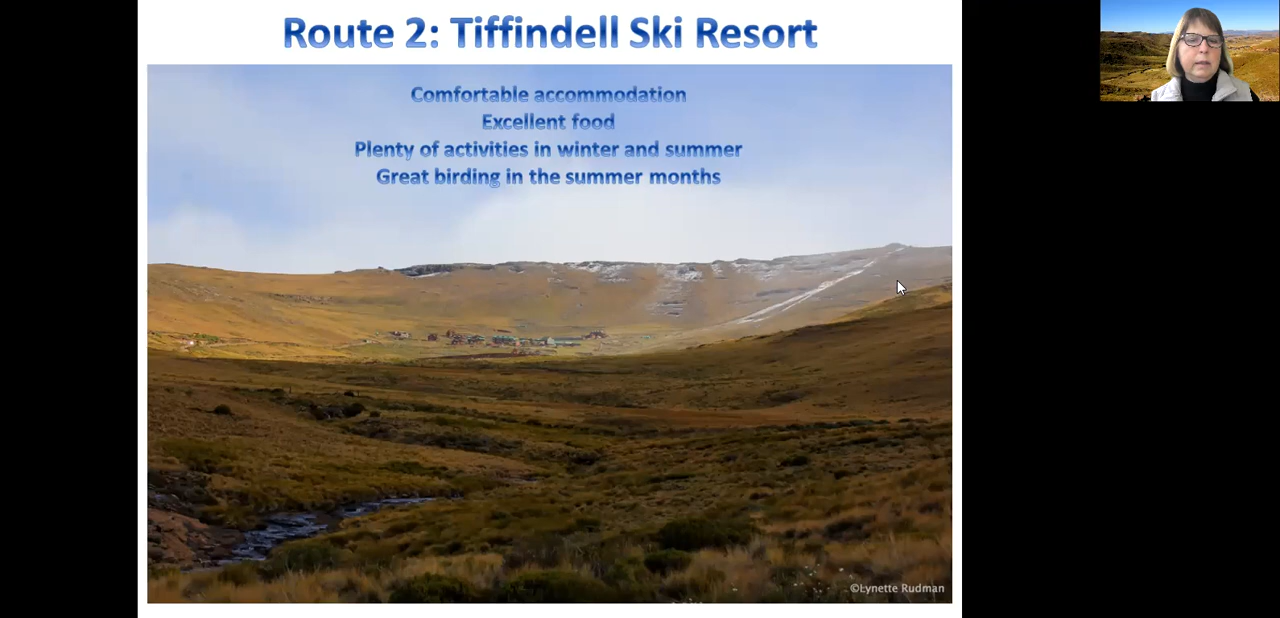 Route 2: Tiffindell Ski Resort
Comfortable accommodation
Excellent food
Plenty of activities in winter and summer
Great birding in the summer months
©Lynette Rudman